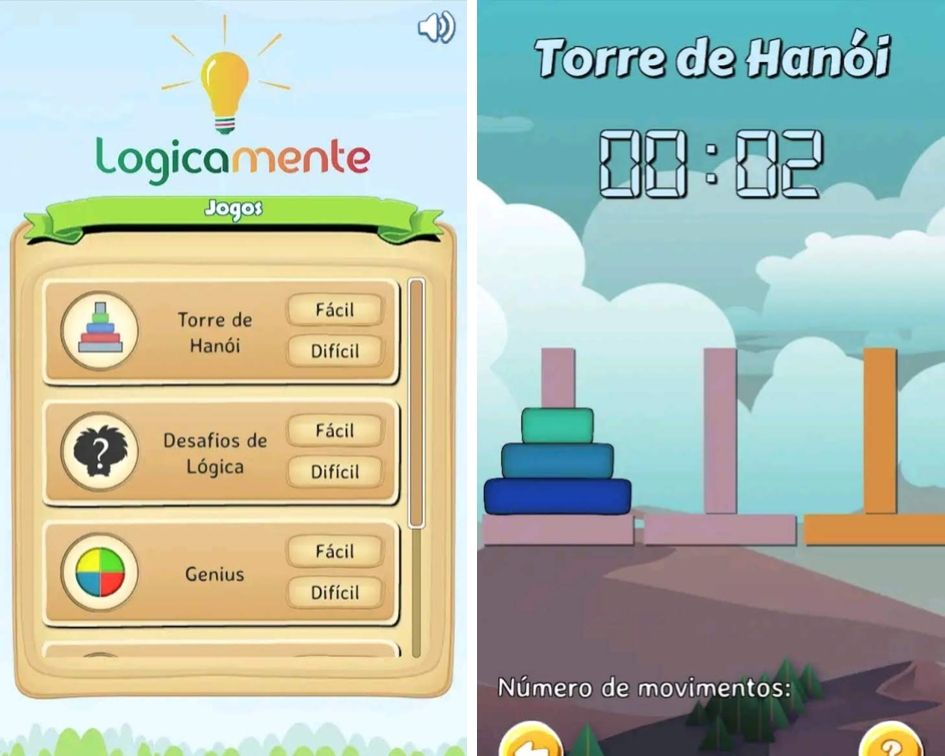 Logicamente
Jogos
Torre de
Hanói
Fácil
Difícil
?
Desafios de
Lógica
Fácil
Difícil
Genius
Fácil
Difícil
Torre de Hanói
00:02
Número de movimentos:
?